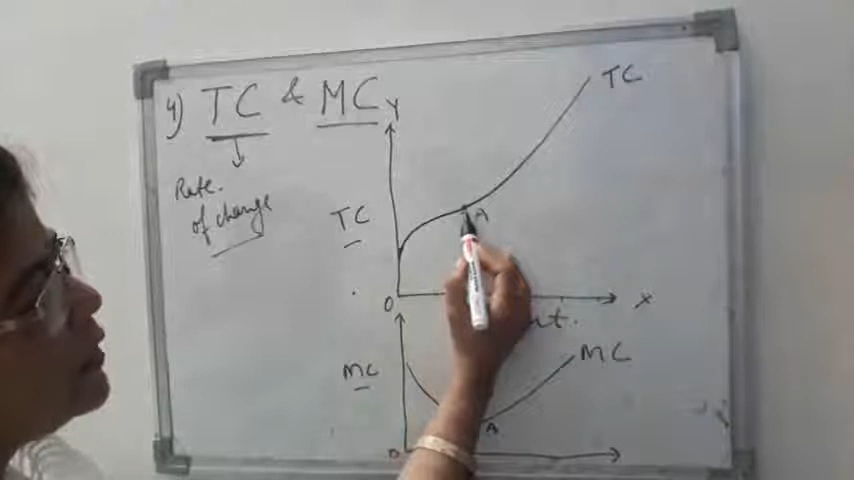 4) TC & MC
Rate.
of change
Y
TC
TC
A
O
X
MC
MC
A
O